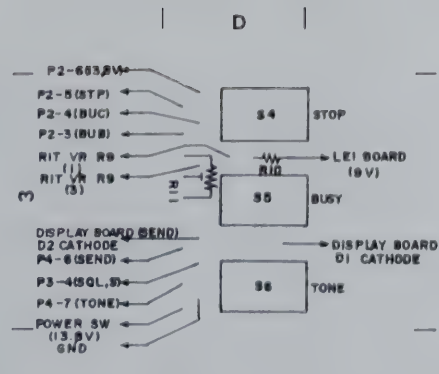 D
P2-6(13.8V)
P2-5(STP)
P2-4(BUC)
P2-3(BUB)
RIT VR R9
(1)
RIT VR R9
(3)
DISPLAY BOARD (SEND)
D2 CATHODE
P4-6(SEND)
P3-4(SQL,S)
P4-7(TONE)
POWER SW
(13.8V)
GND
S4
STOP
R10
LEI BOARD
(9V)
R11
S5
BUSY
DISPLAY BOARD
D1 CATHODE
S6
TONE